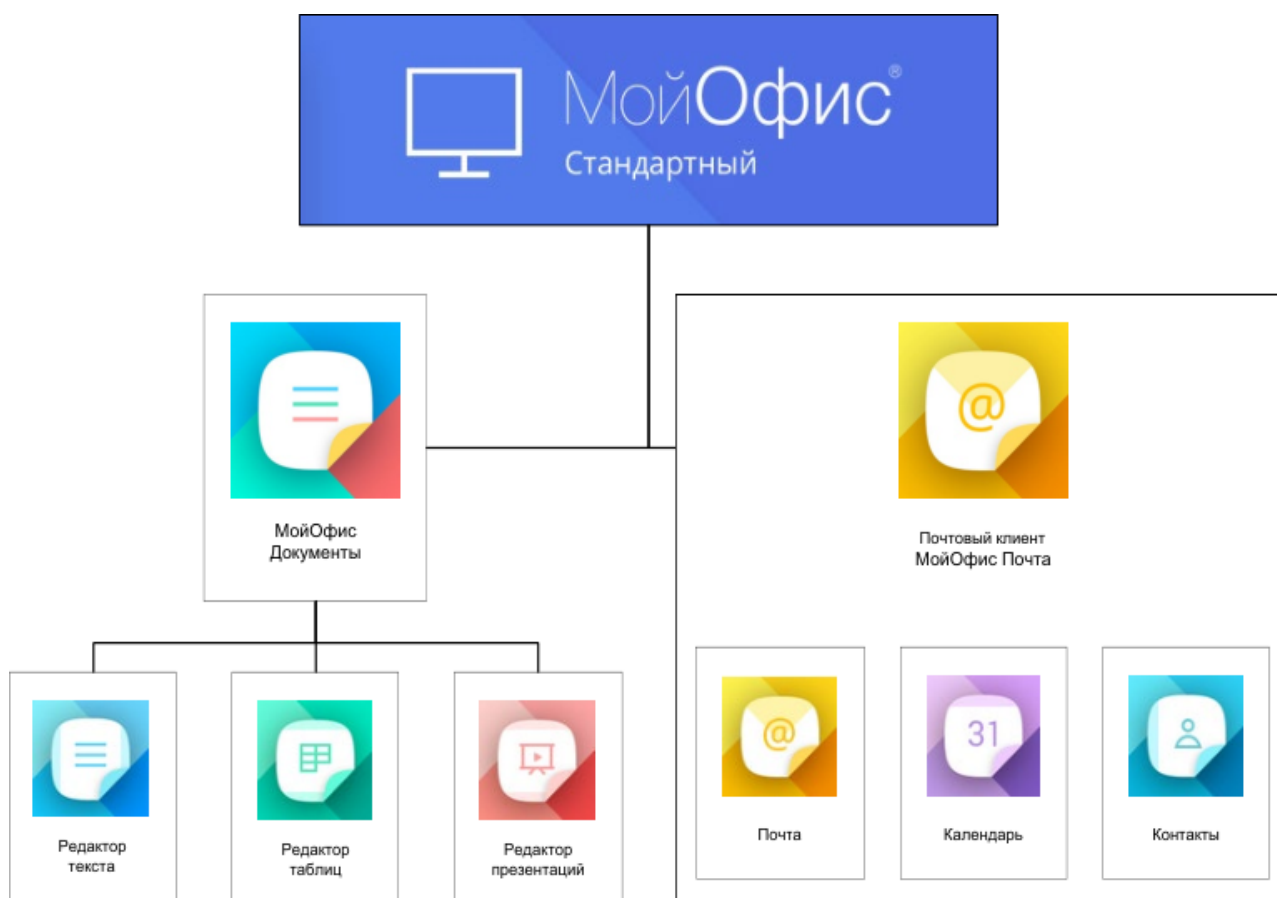 МойОфис®
Стандартный
МойОфис
Документы
@
Почтовый клиент
МойОфис Почта
Редактор
текста
Редактор
таблиц
Редактор
презентаций
@
Почта
31
Календарь
Контакты